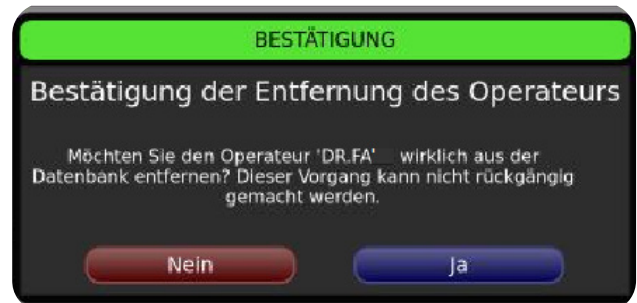 BESTÄTIGUNG
Bestätigung der Entfernung des Operateurs
Möchten Sie den Operateur 'DR.FA' wirklich aus der
Datenbank entfernen? Dieser Vorgang kann nicht rückgängig
gemacht werden.
Nein Ja